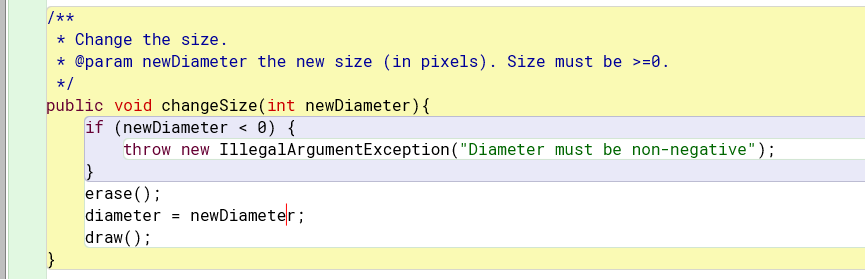 /**
 * Change the size.
 * @param newDiameter the new size (in pixels). Size must be >=0.
 */
public void changeSize(int newDiameter){
    if (newDiameter < 0) {
        throw new IllegalArgumentException("Diameter must be non-negative");
    }
    erase();
    diameter = newDiameter;
    draw();
}